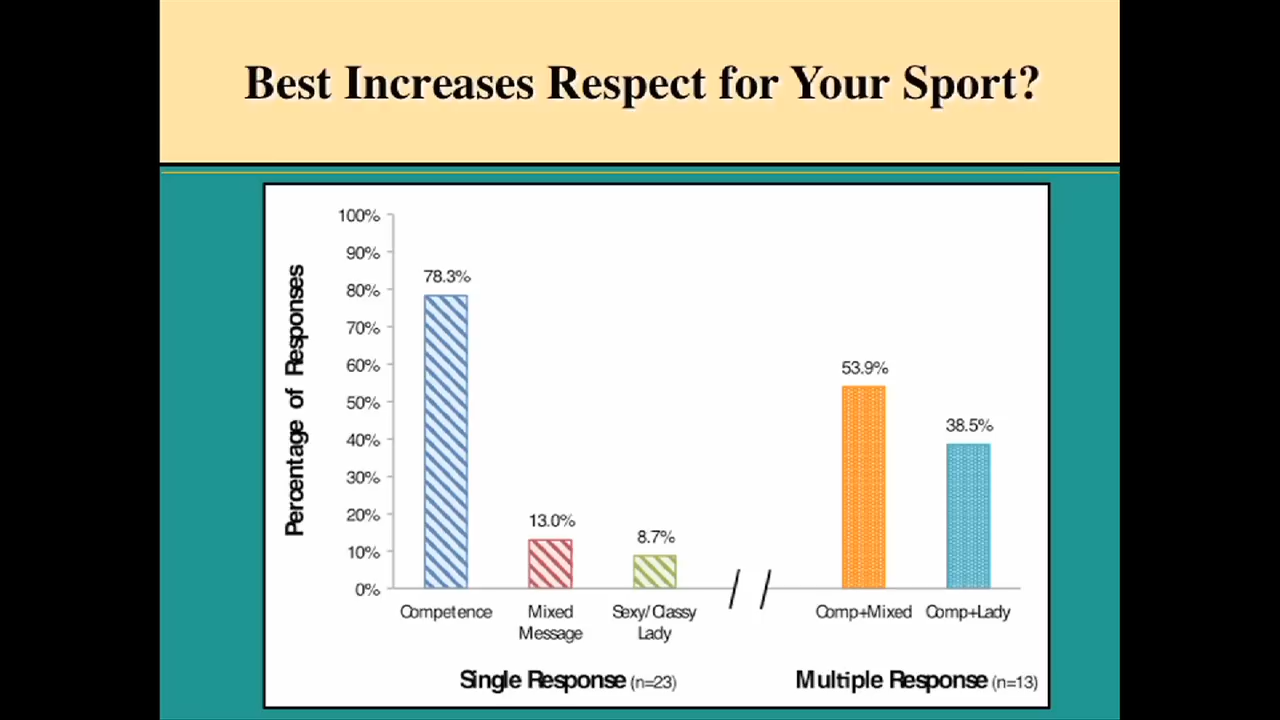 Best Increases Respect for Your Sport?
Percentage of Responses
100%
90%
80%
70%
60%
50%
40%
30%
20%
10%
0%
78.3%
13.0%
8.7%
53.9%
38.5%
Competence
Mixed
Message
Sexy/Classy
Lady
Comp+Mixed
Comp+Lady
Single Response (n=23)
Multiple Response (n=13)